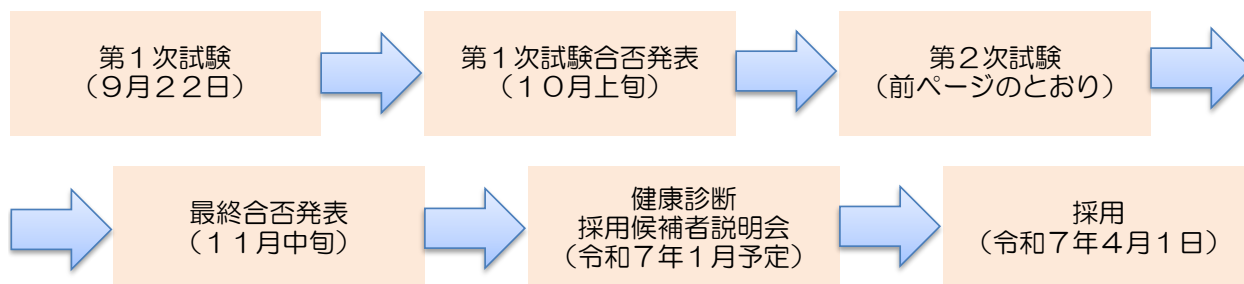 第１次試験
（９月２２日）
第１次試験合否発表
（１０月上旬）
第２次試験
（前ページのとおり）
最終合否発表
（１１月中旬）
健康診断
採用候補者説明会
（令和７年１月予定）
採用
（令和７年４月１日）